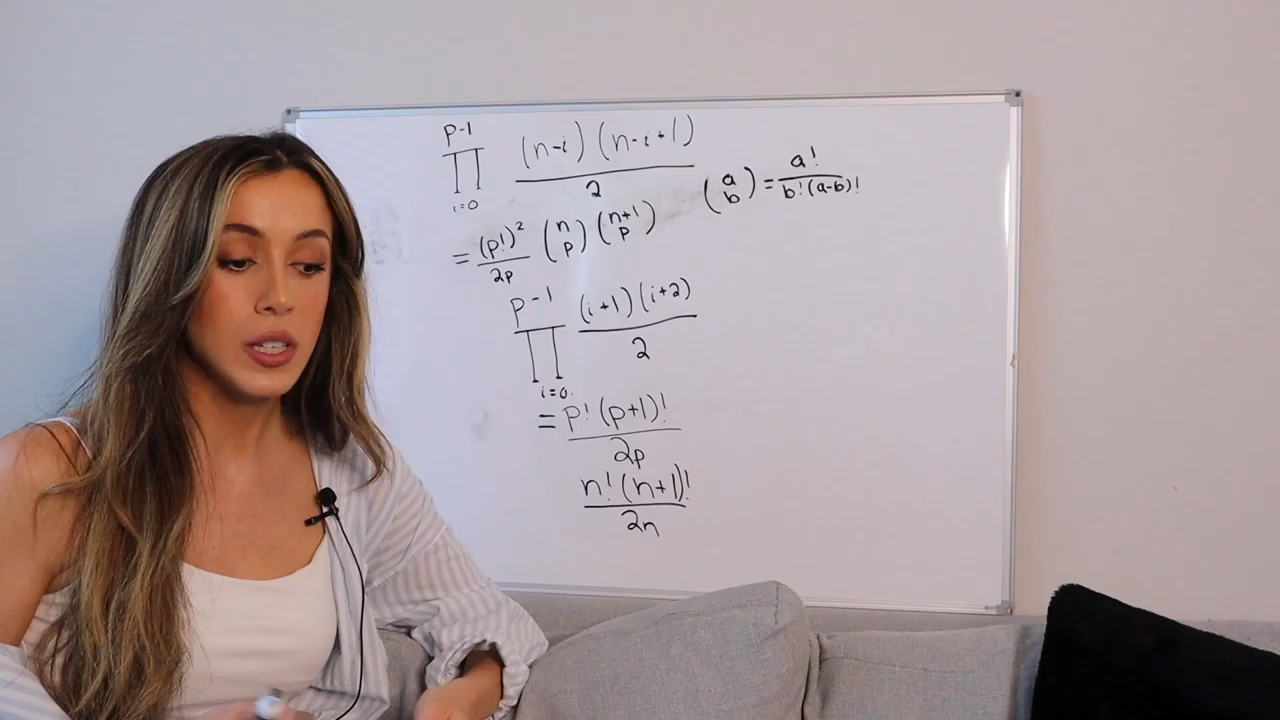 p-1
∏ (n-i)(n-i+1)/2
i=0
(a b) = a!/b!(a-b)!
= (p!)²/2p (n p)(n+1 p)
p-1
∏ (i+1)(i+2)/2
i=0
= p!(p+1)!/2p
n!(n+1)!/2n